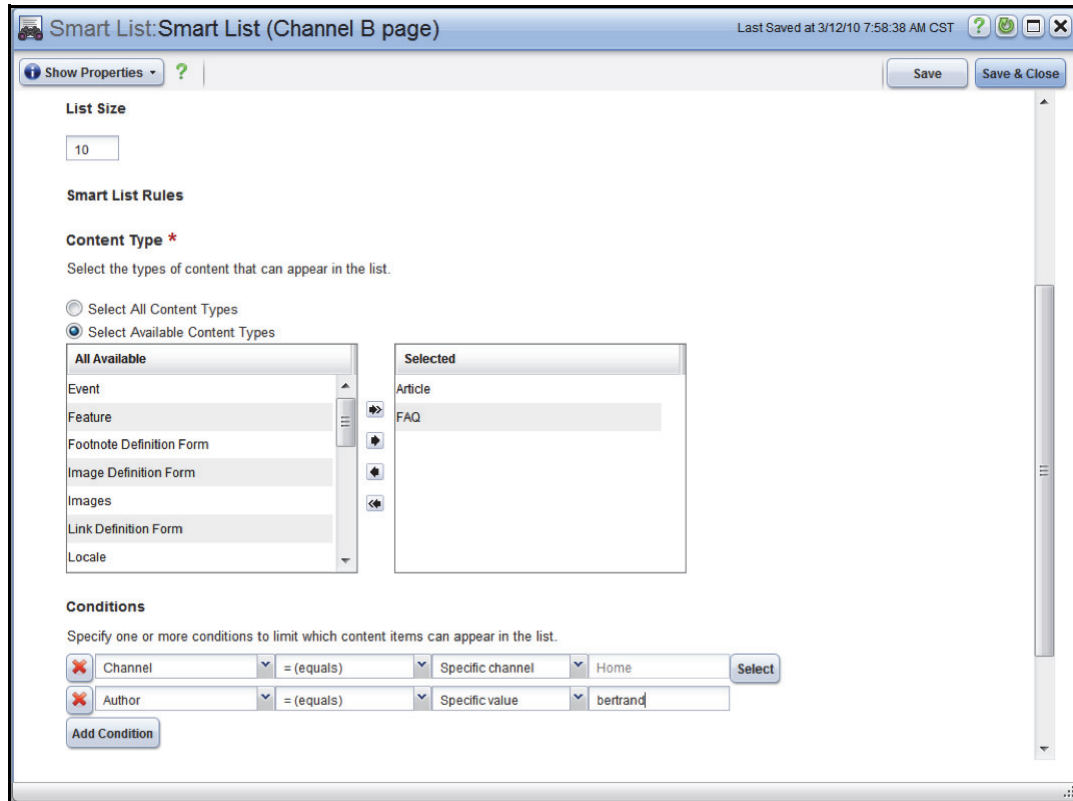 Smart List:Smart List (Channel B page) Last Saved at 3/12/10 7:58:38 AM CST ?
Show Properties ? Save Save & Close
List Size
10
Smart List Rules
Content Type *
Select the types of content that can appear in the list.
Select All Content Types
Select Available Content Types
All Available Selected
Event Article
Feature FAQ
Footnote Definition Form
Image Definition Form
Images
Link Definition Form
Locale
Conditions
Specify one or more conditions to limit which content items can appear in the list.
Channel = (equals) Specific channel Home Select
Author = (equals) Specific value bertrand
Add Condition